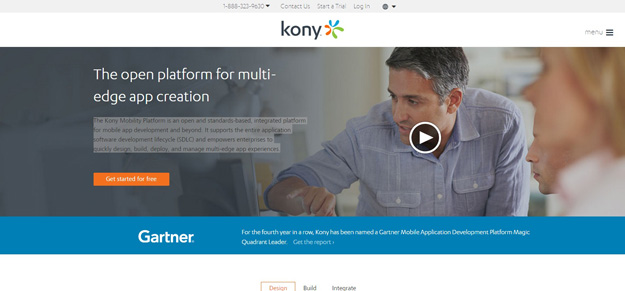 1-888-323-9630 Contact Us Start a Trial Log In
kony
menu
The open platform for multi-
edge app creation
The Kony Mobility Platform is an open and standards-based, integrated platform
for mobile app development and beyond. It supports the entire application
software development lifecycle (SDLC) and empowers enterprises to
quickly design, build, deploy, and manage multi-edge app experiences.
Get started for free
Gartner
For the fourth year in a row, Kony has been named a Gartner Mobile Application Development Platform Magic
Quadrant Leader. Get the report ›
Design Build Integrate